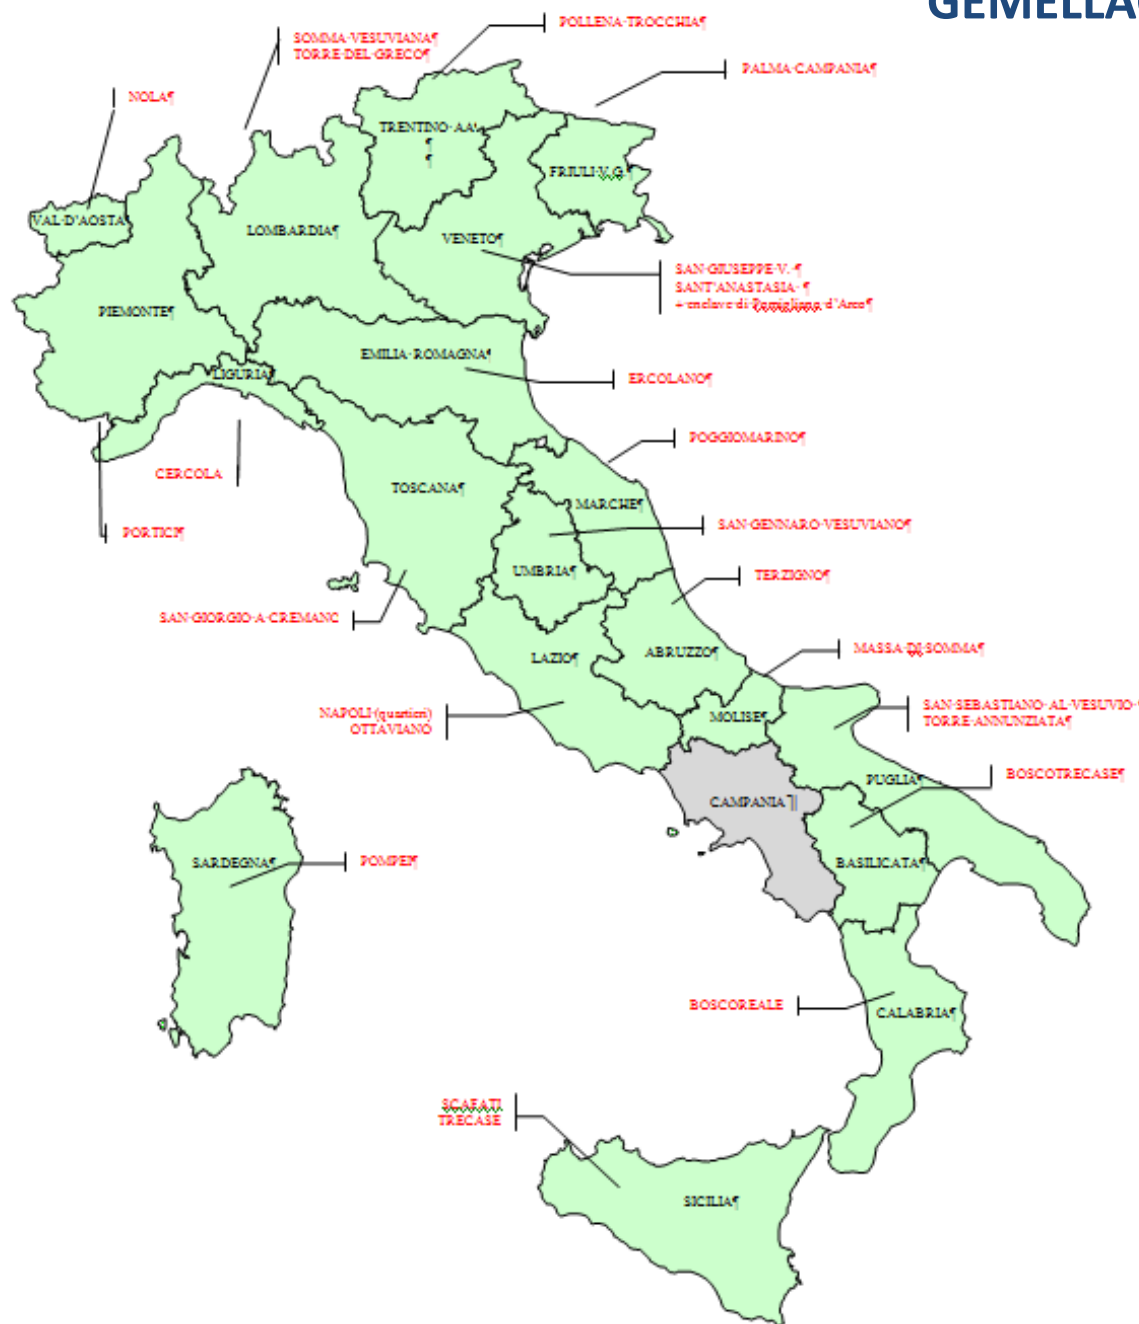 GEMELLA
POLLENA TROCCHIA¶
SOMMA VESUVIANA¶
TORRE DEL GRECO¶
PALMA CAMPANIA¶
NOLA¶
TRENTINO AA¶
¶
¶
FRIULI V.G.¶
VAL D'AOSTA
LOMBARDIA¶
VENETO¶
SAN GIUSEPPE V. ¶
SANT'ANASTASIA ¶
+ enclave di Pomigliano d'Arco¶
PIEMONTE¶
EMILIA ROMAGNA¶
LIGURIA¶
ERCOLANO¶
POGGIOMARINO¶
CERCOLA
TOSCANA¶
MARCHE¶
SAN GENNARO VESUVIANO¶
PORTICI¶
UMBRIA¶
TERZIGNO¶
SAN GIORGIO A CREMANO
LAZIO¶
ABRUZZO¶
MASSA DI SOMMA¶
NAPOLI (quartieri)
OTTAVIANO
MOLISE¶
SAN SEBASTIANO AL VESUVIO
TORRE ANNUNZIATA¶
PUGLIA¶
BOSCOTRECASE¶
CAMPANIA¶
SARDEGNA¶
POMPEI¶
BASILICATA¶
BOSCOREALE
CALABRIA¶
SCAFATI
TRECASE
SICILIA¶